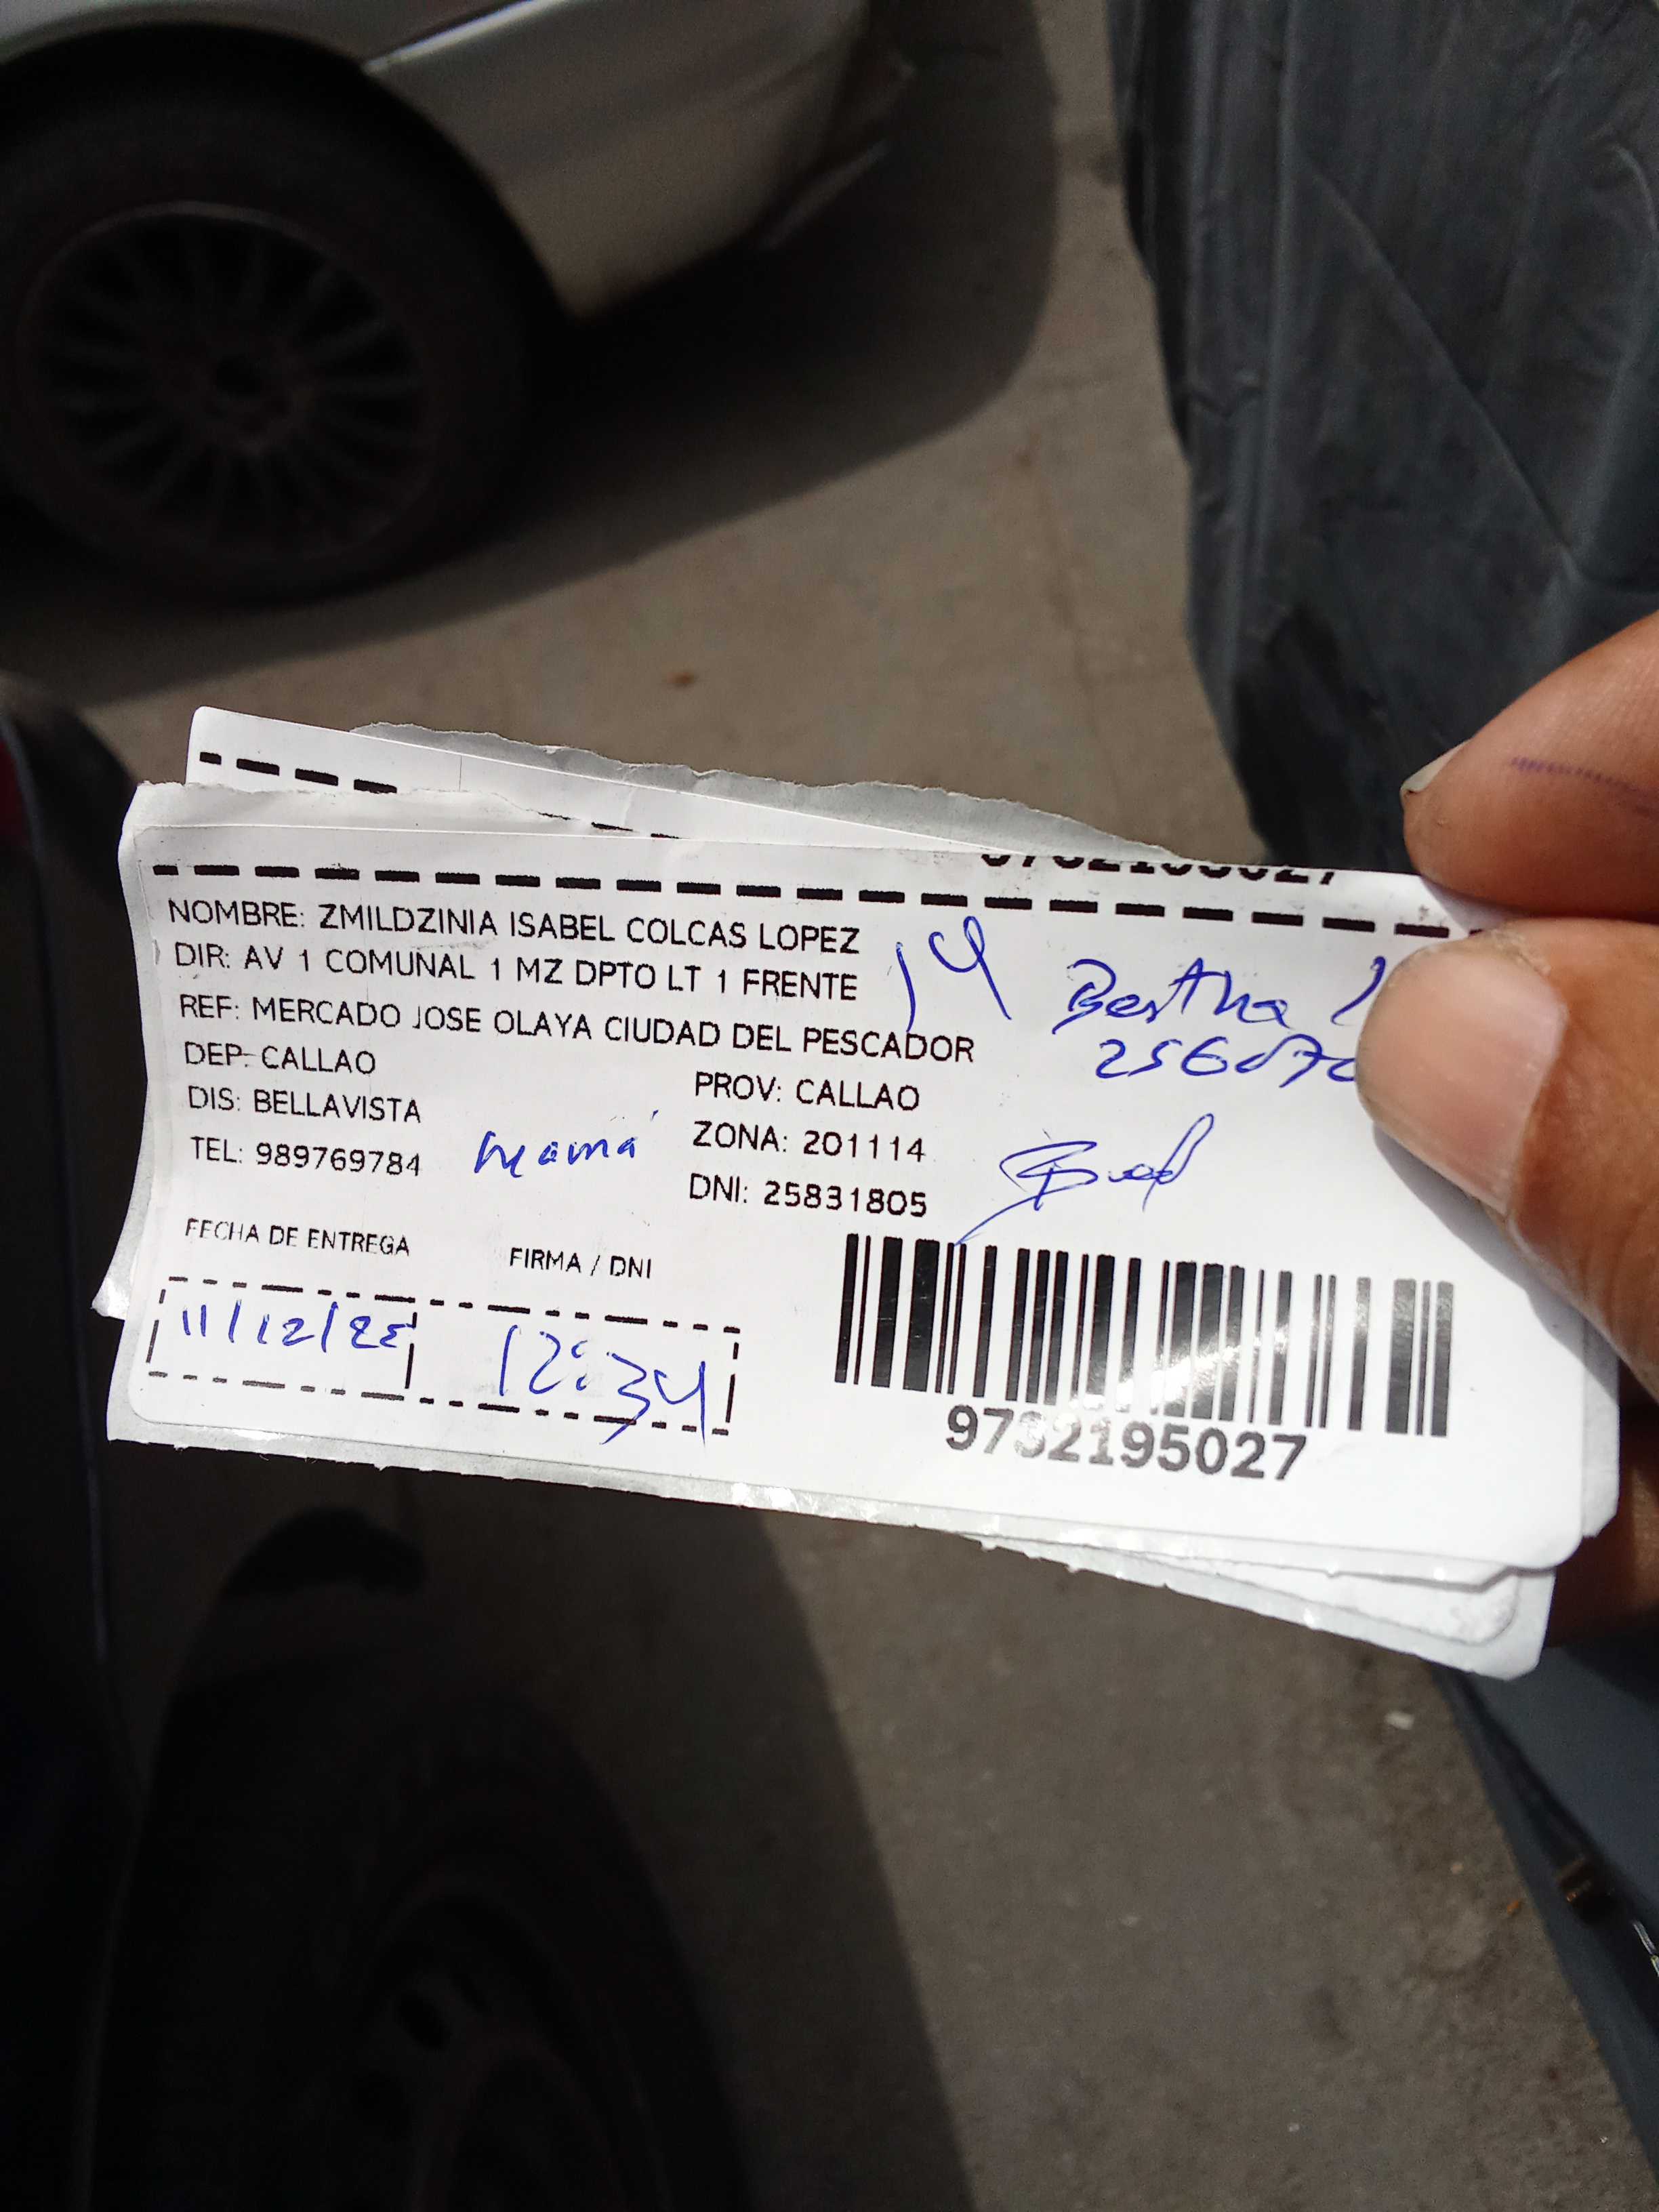 NOMBRE: ZMILDZINIA ISABEL COLCAS LOPEZ
DIR: AV 1 COMUNAL 1 MZ DPTO LT 1 FRENTE
14
Bertha
REF: MERCADO JOSE OLAYA CIUDAD DEL PESCADOR
256070
DEP: CALLAO
PROV: CALLAO
DIS: BELLAVISTA
ZONA: 201114
TEL: 989769784
mamá
DNI: 25831805
FECHA DE ENTREGA
FIRMA / DNI
11/12/22
12:34
9732195027